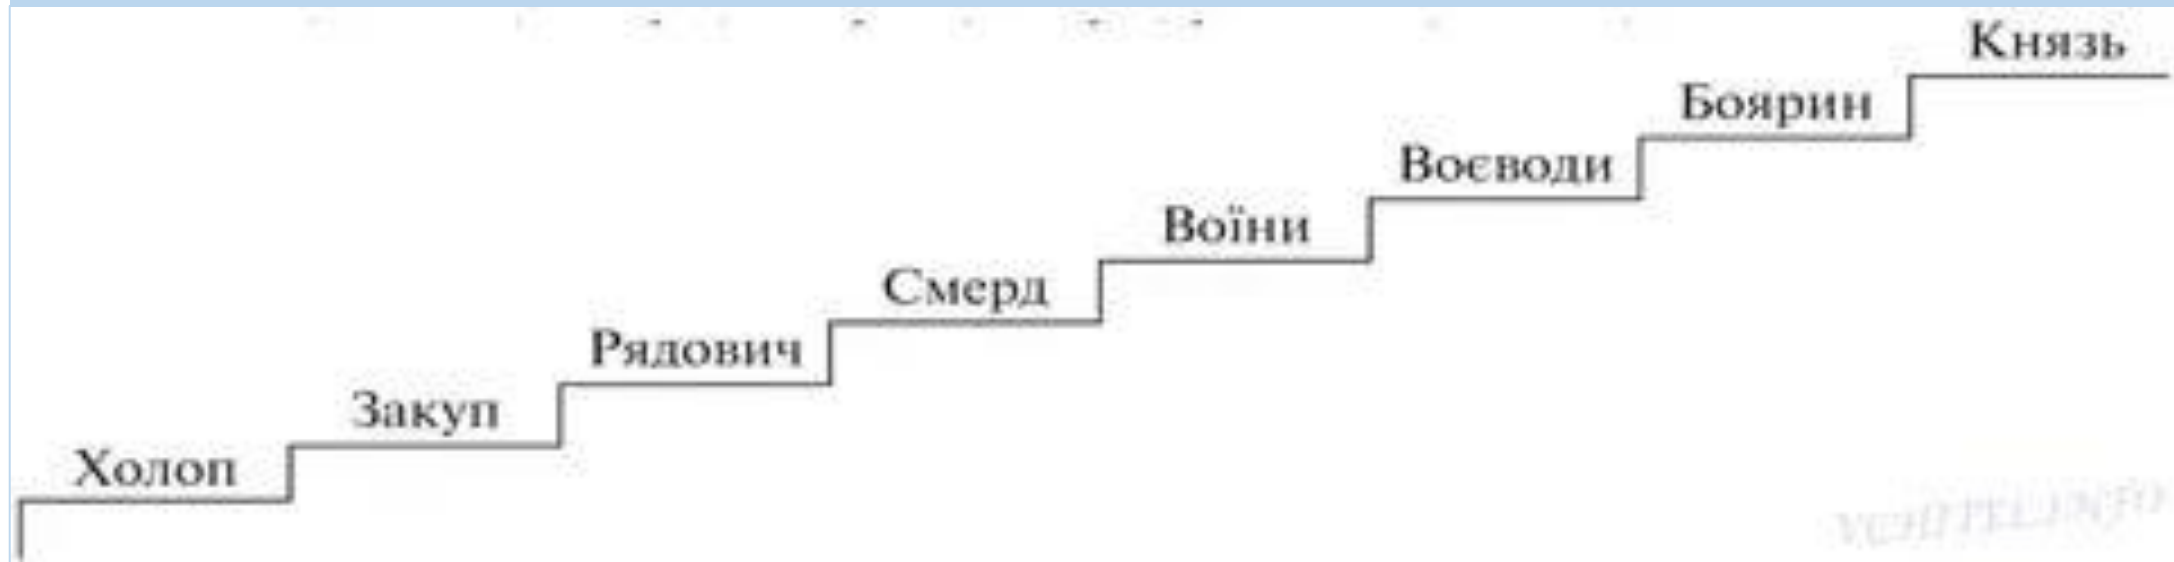 Князь
Боярин
Воєводи
Воїни
Смерд
Рядович
Закуп
Холоп